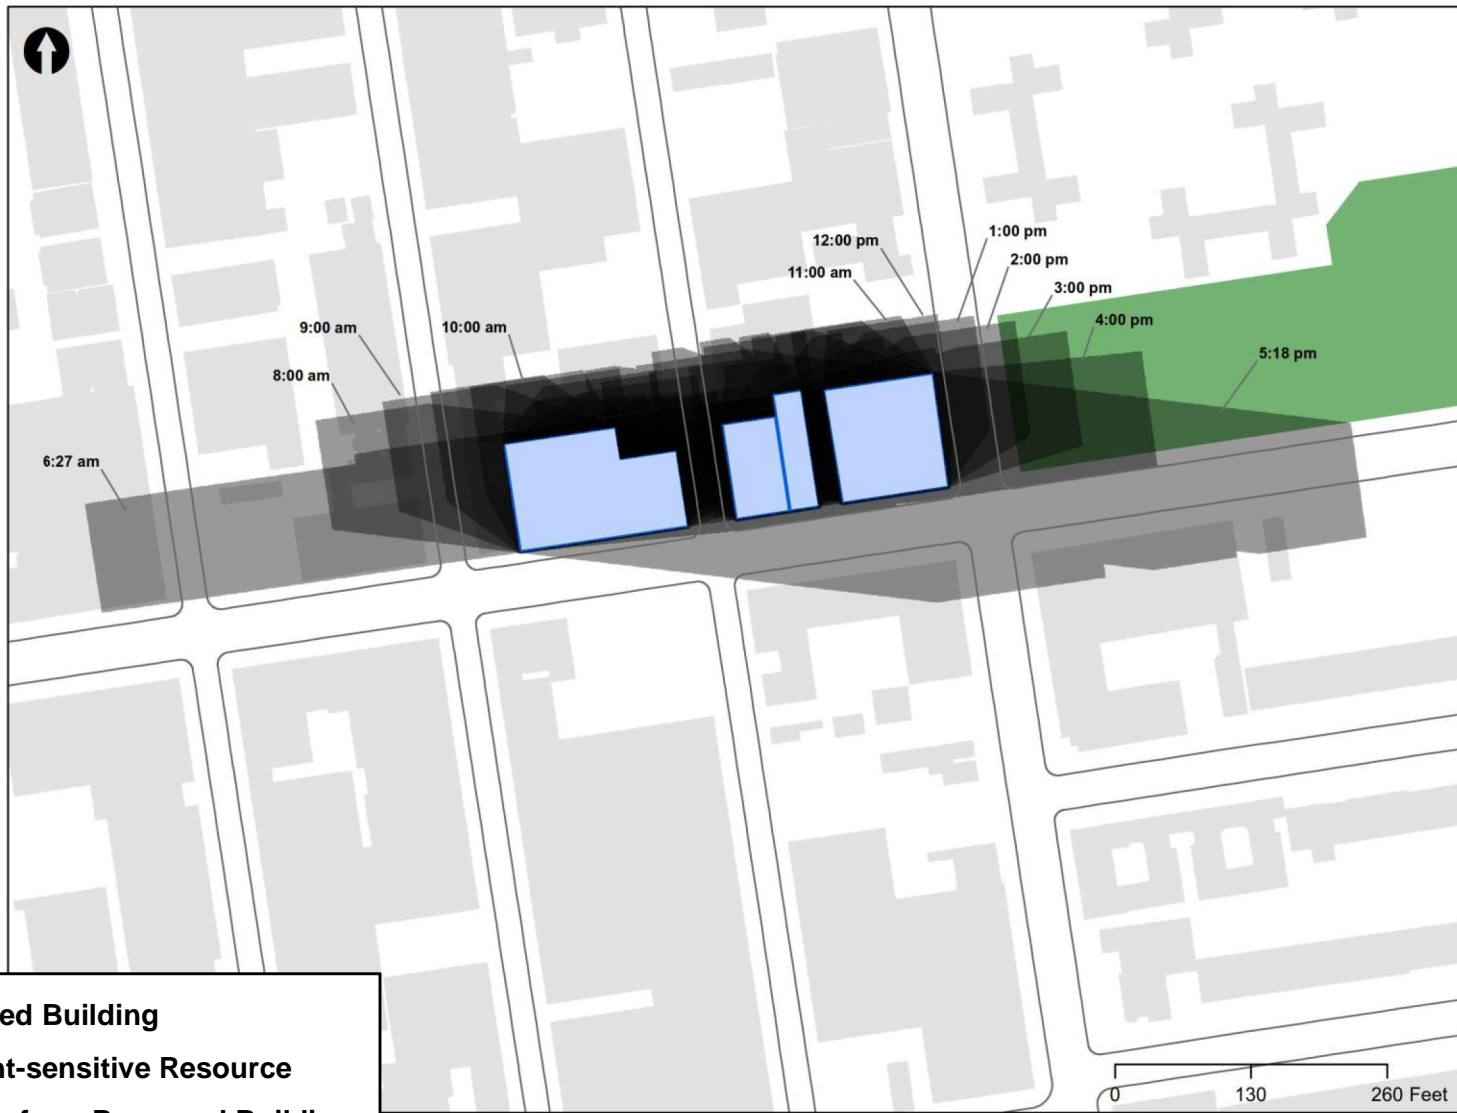 1:00 pm
12:00 pm
2:00 pm
11:00 am
3:00 pm
4:00 pm
9:00 am
10:00 am
5:18 pm
8:00 am
6:27 am
ed Building
t-sensitive Resource
0 130 260 Feet